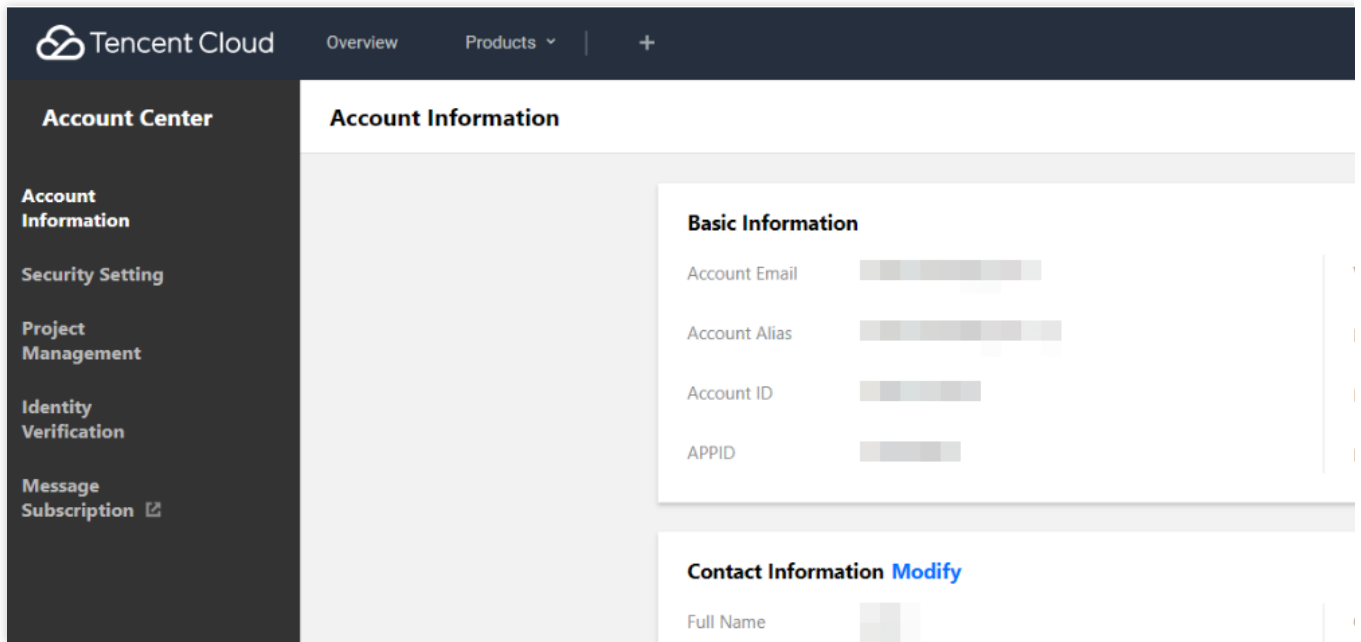 Tencent Cloud
Overview
Products
Account Center
Account Information
Account
Information
Security Setting
Project
Management
Identity
Verification
Message
Subscription
Basic Information
Account Email
Account Alias
Account ID
APPID
Contact Information Modify
Full Name